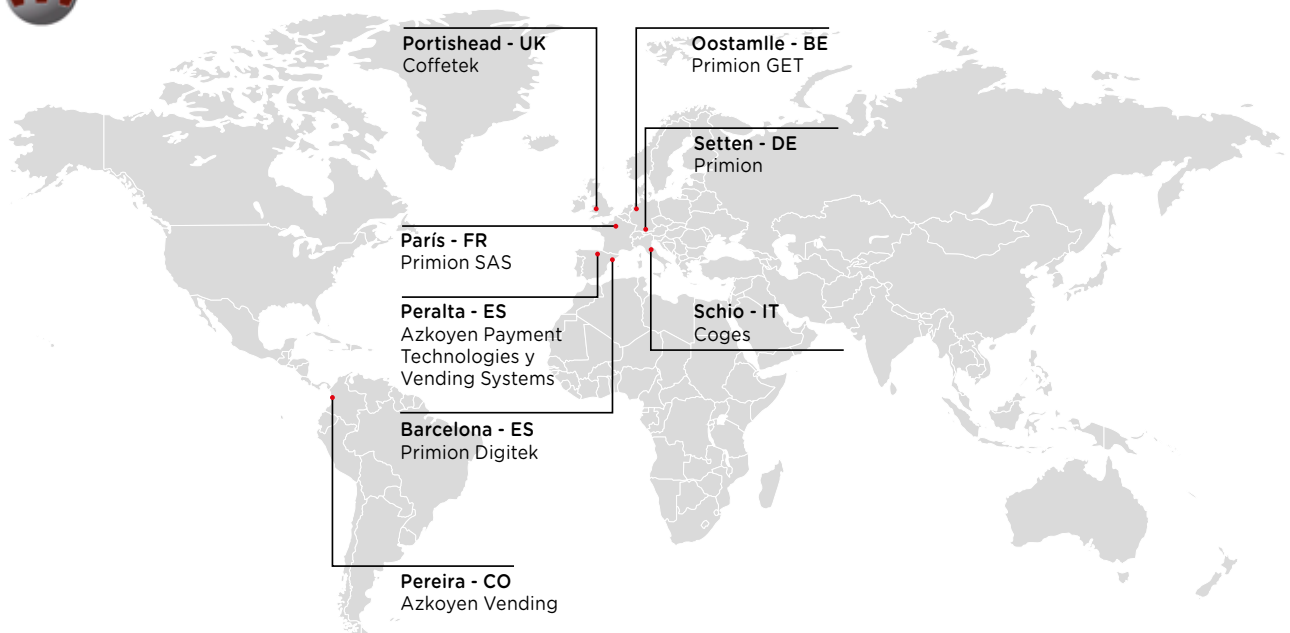 Portishead - UK
Coffetek
Oostamlle - BE
Primion GET
Setten - DE
Primion
París - FR
Primion SAS
Peralta - ES
Azkoyen Payment
Technologies y
Vending Systems
Schio - IT
Coges
Barcelona - ES
Primion Digitek
Pereira - CO
Azkoyen Vending